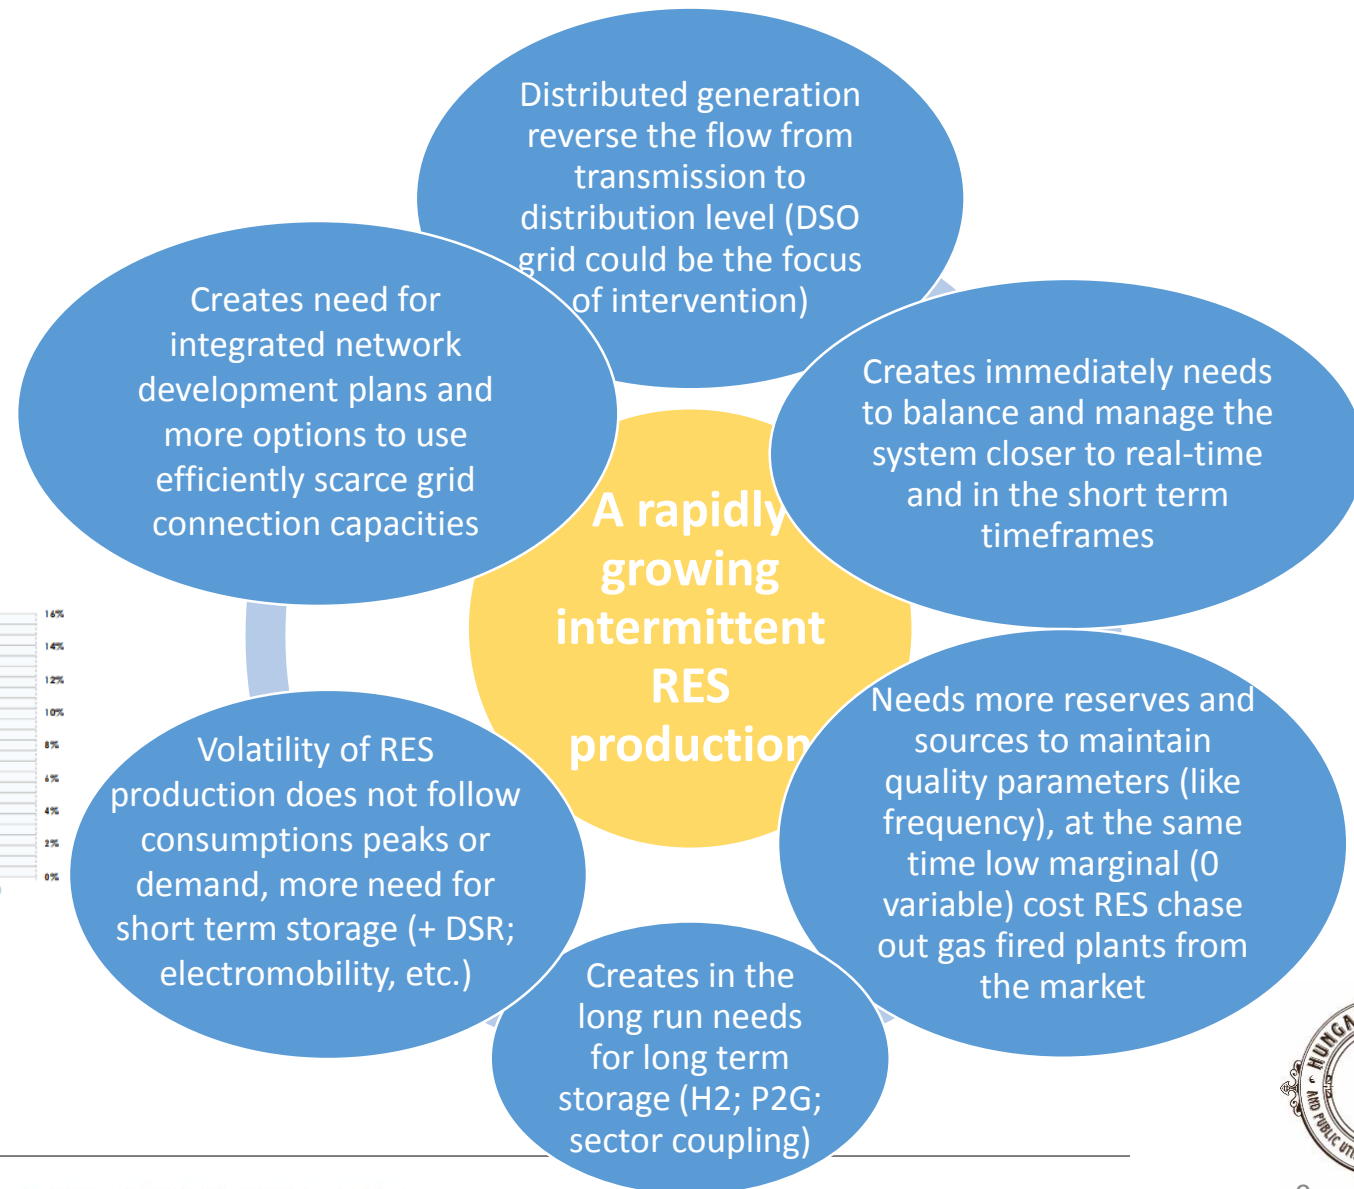 Distributed generation
reverse the flow from
transmission to
distribution level (DSO
grid could be the focus
of intervention)
Creates immediately needs
to balance and manage the
system closer to real-time
and in the short term
timeframes
Needs more reserves and
sources to maintain
quality parameters (like
frequency), at the same
time low marginal (0
variable) cost RES chase
out gas fired plants from
the market
Creates in the
long run needs
for long term
storage (H2; P2G;
sector coupling)
Volatility of RES
production does not follow
consumptions peaks or
demand, more need for
short term storage (+ DSR;
electromobility, etc.)
Creates need for
integrated network
development plans and
more options to use
efficiently scarce grid
connection capacities
A rapidly
growing
intermittent
RES
production
16%
14%
12%
10%
8%
6%
4%
2%
0%
HUNGA
AND PUBLIC UT